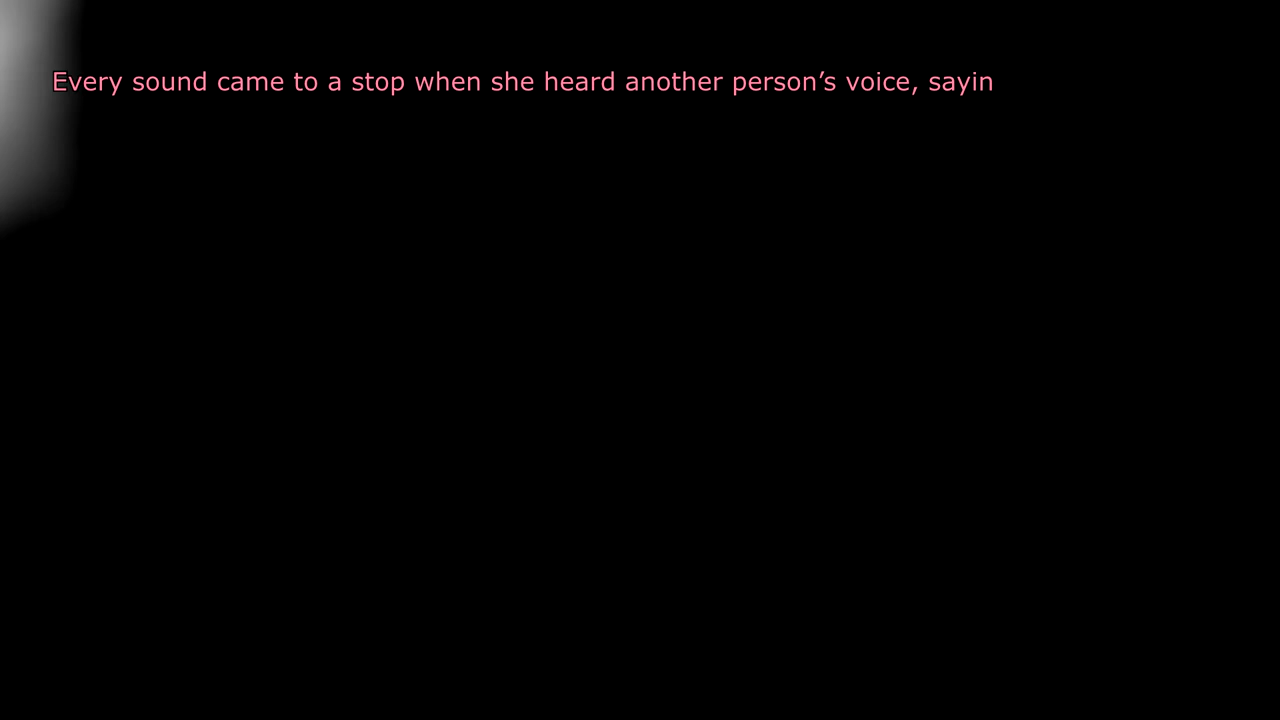 Every sound came to a stop when she heard another person’s voice, sayin